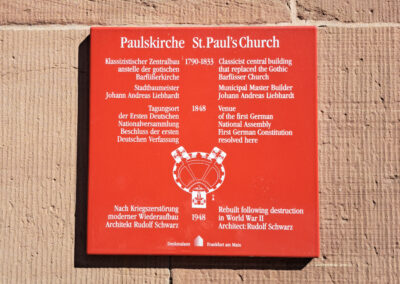 Paulskirche St. Paul's Church
Klassizistischer Zentralbau 1790-1833 Classicist central building
anstelle der gotischen that replaced the Gothic
Barfüßerkirche Barflisser Church
Stadtbaumeister Municipal Master Builder
Johann Andreas Liebhardt Johann Andreas Liebhardt
Tagungsort 1848 Venue
der Ersten Deutschen of the first German
Nationalversammlung National Assembly
Beschluss der ersten First German Constitution
Deutschen Verfassung resolved here
Nach Kriegszerstörung Rebuilt following destruction
moderner Wiederaufbau 1948 in World War II
Architekt Rudolf Schwarz Architect: Rudolf Schwarz
Denkmalamt Frankfurt am Main